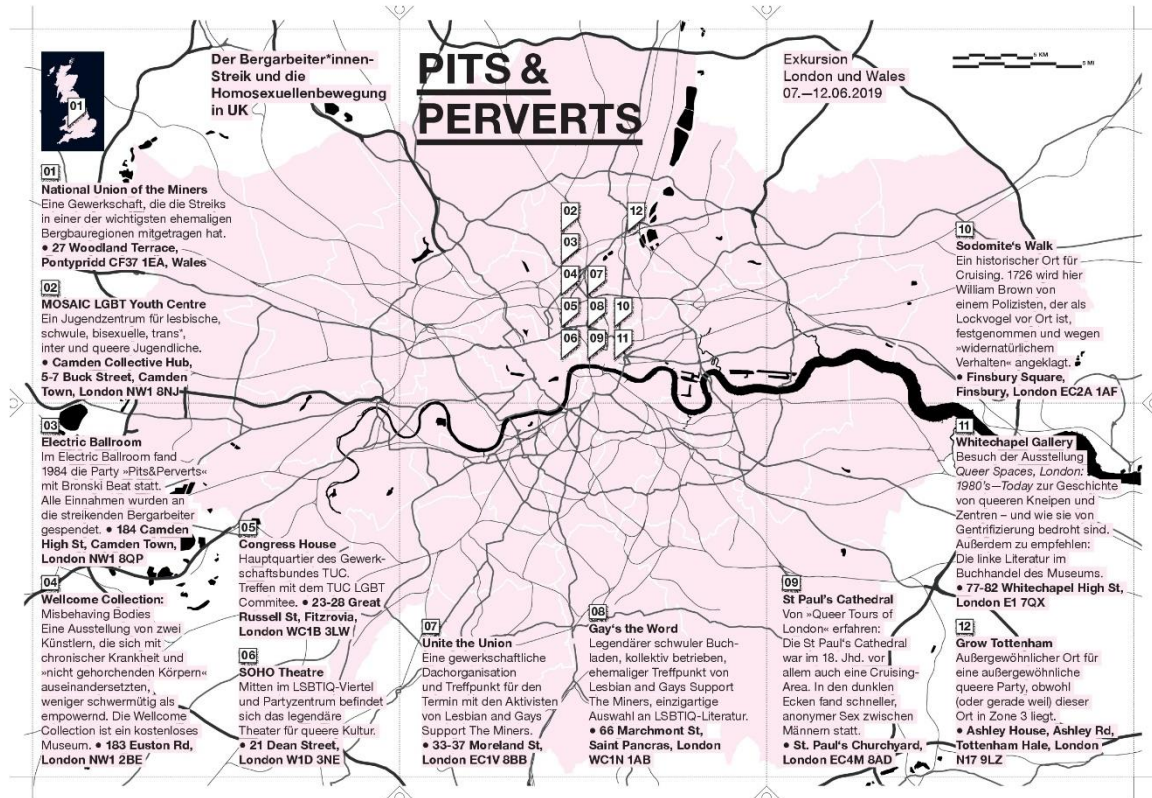 Der Bergarbeiter*innen-
Streik und die
Homosexuellenbewegung
in UK
PITS &
PERVERTS
Exkursion
London und Wales
07.—12.06.2019
5 KM
5 MI
01
01
National Union of the Miners
Eine Gewerkschaft, die die Streiks
in einer der wichtigsten ehemaligen
Bergbauregionen mitgetragen hat.
• 27 Woodland Terrace,
Pontypridd CF37 1EA, Wales
02
MOSAIC LGBT Youth Centre
Ein Jugendzentrum für lesbische,
schwule, bisexuelle, trans*,
inter und queere Jugendliche.
• Camden Collective Hub,
5-7 Buck Street, Camden
Town, London NW1 8NJ
03
Electric Ballroom
Im Electric Ballroom fand
1984 die Party »Pits&Perverts«
mit Bronski Beat statt.
Alle Einnahmen wurden an
die streikenden Bergarbeiter
gespendet. • 184 Camden
High St, Camden Town,
London NW1 8QP
04
Wellcome Collection:
Misbehaving Bodies
Eine Ausstellung von zwei
Künstlern, die sich mit
chronischer Krankheit und
»nicht gehorchenden Körpern«
auseinandersetzten,
weniger schwermütig als
empowernd. Die Wellcome
Collection ist ein kostenloses
Museum. • 183 Euston Rd,
London NW1 2BE
05
Congress House
Hauptquartier des Gewerk-
schaftsbundes TUC.
Treffen mit dem TUC LGBT
Commitee. • 23-28 Great
Russell St, Fitzrovia,
London WC1B 3LW
06
SOHO Theatre
Mitten im LSBTIQ-Viertel
und Partyzentrum befindet
sich das legendäre
Theater für queere Kultur.
• 21 Dean Street,
London W1D 3NE
02
12
03
04
07
05
08
10
06
09
11
07
Unite the Union
Eine gewerkschaftliche
Dachorganisation
und Treffpunkt für den
Termin mit den Aktivisten
von Lesbian and Gays
Support The Miners.
• 33-37 Moreland St,
London EC1V 8BB
08
Gay's the Word
Legendärer schwuler Buch-
laden, kollektiv betrieben,
ehemaliger Treffpunkt von
Lesbian and Gays Support
The Miners, einzigartige
Auswahl an LSBTIQ-Literatur.
• 66 Marchmont St,
Saint Pancras, London
WC1N 1AB
09
St Paul's Cathedral
Von »Queer Tours of
London« erfahren:
Die St Paul's Cathedral
war im 18. Jhd. vor
allem auch eine Cruising-
Area. In den dunklen
Ecken fand schneller,
anonymer Sex zwischen
Männern statt.
• St. Paul's Churchyard,
London EC4M 8AD
10
Sodomite's Walk
Ein historischer Ort für
Cruising. 1726 wird hier
William Brown von
einem Polizisten, der als
Lockvogel vor Ort ist,
festgenommen und wegen
»widernatürlichem
Verhalten« angeklagt.
• Finsbury Square,
Finsbury, London EC2A 1AF
11
Whitechapel Gallery
Besuch der Ausstellung
Queer Spaces, London:
1980's—Today zur Geschichte
von queeren Kneipen und
Zentren – und wie sie von
Gentrifizierung bedroht sind.
Außerdem zu empfehlen:
Die linke Literatur im
Buchhandel des Museums.
• 77-82 Whitechapel High St,
London E1 7QX
12
Grow Tottenham
Außergewöhnlicher Ort für
eine außergewöhnliche
queere Party, obwohl
(oder gerade weil) dieser
Ort in Zone 3 liegt.
• Ashley House, Ashley Rd,
Tottenham Hale, London
N17 9LZ